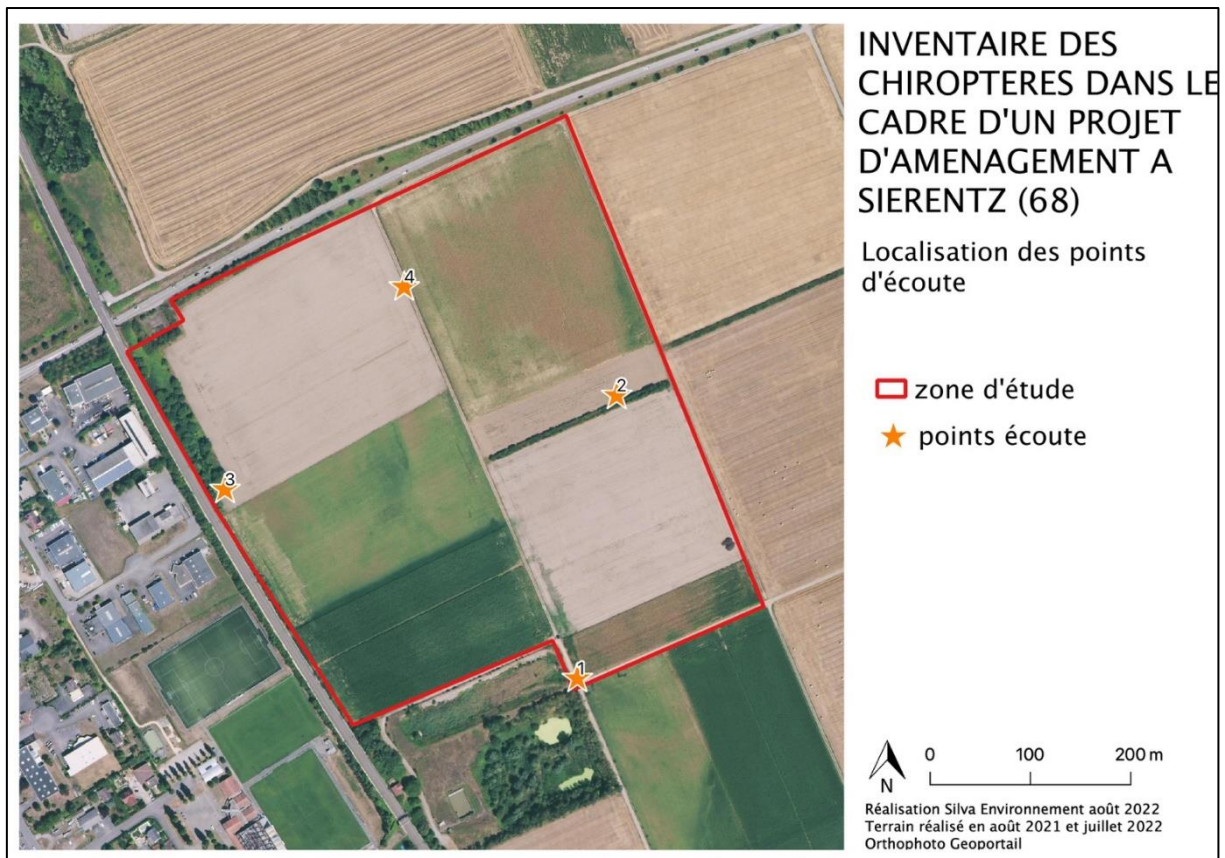 INVENTAIRE DES
CHIROPTERES DANS LE
CADRE D'UN PROJET
D'AMENAGEMENT A
SIERENTZ (68)
Localisation des points
d'écoute
zone d'étude
points écoute
4
2
3
1
0 100 200 m
N
Réalisation Silva Environnement août 2022
Terrain réalisé en août 2021 et juillet 2022
Orthophoto Geoportail